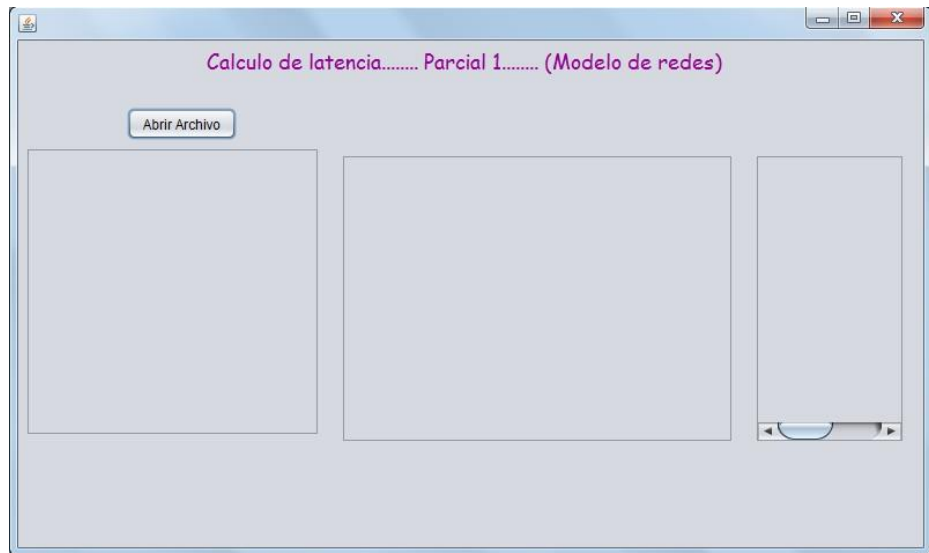 Calculo de latencia........ Parcial 1........ (Modelo de redes)
Abrir Archivo